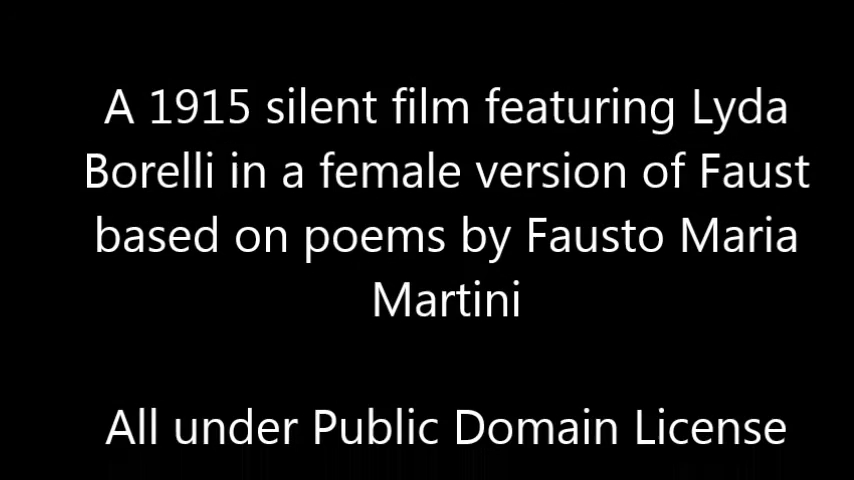 A 1915 silent film featuring Lyda
Borelli in a female version of Faust
based on poems by Fausto Maria
Martini
All under Public Domain License